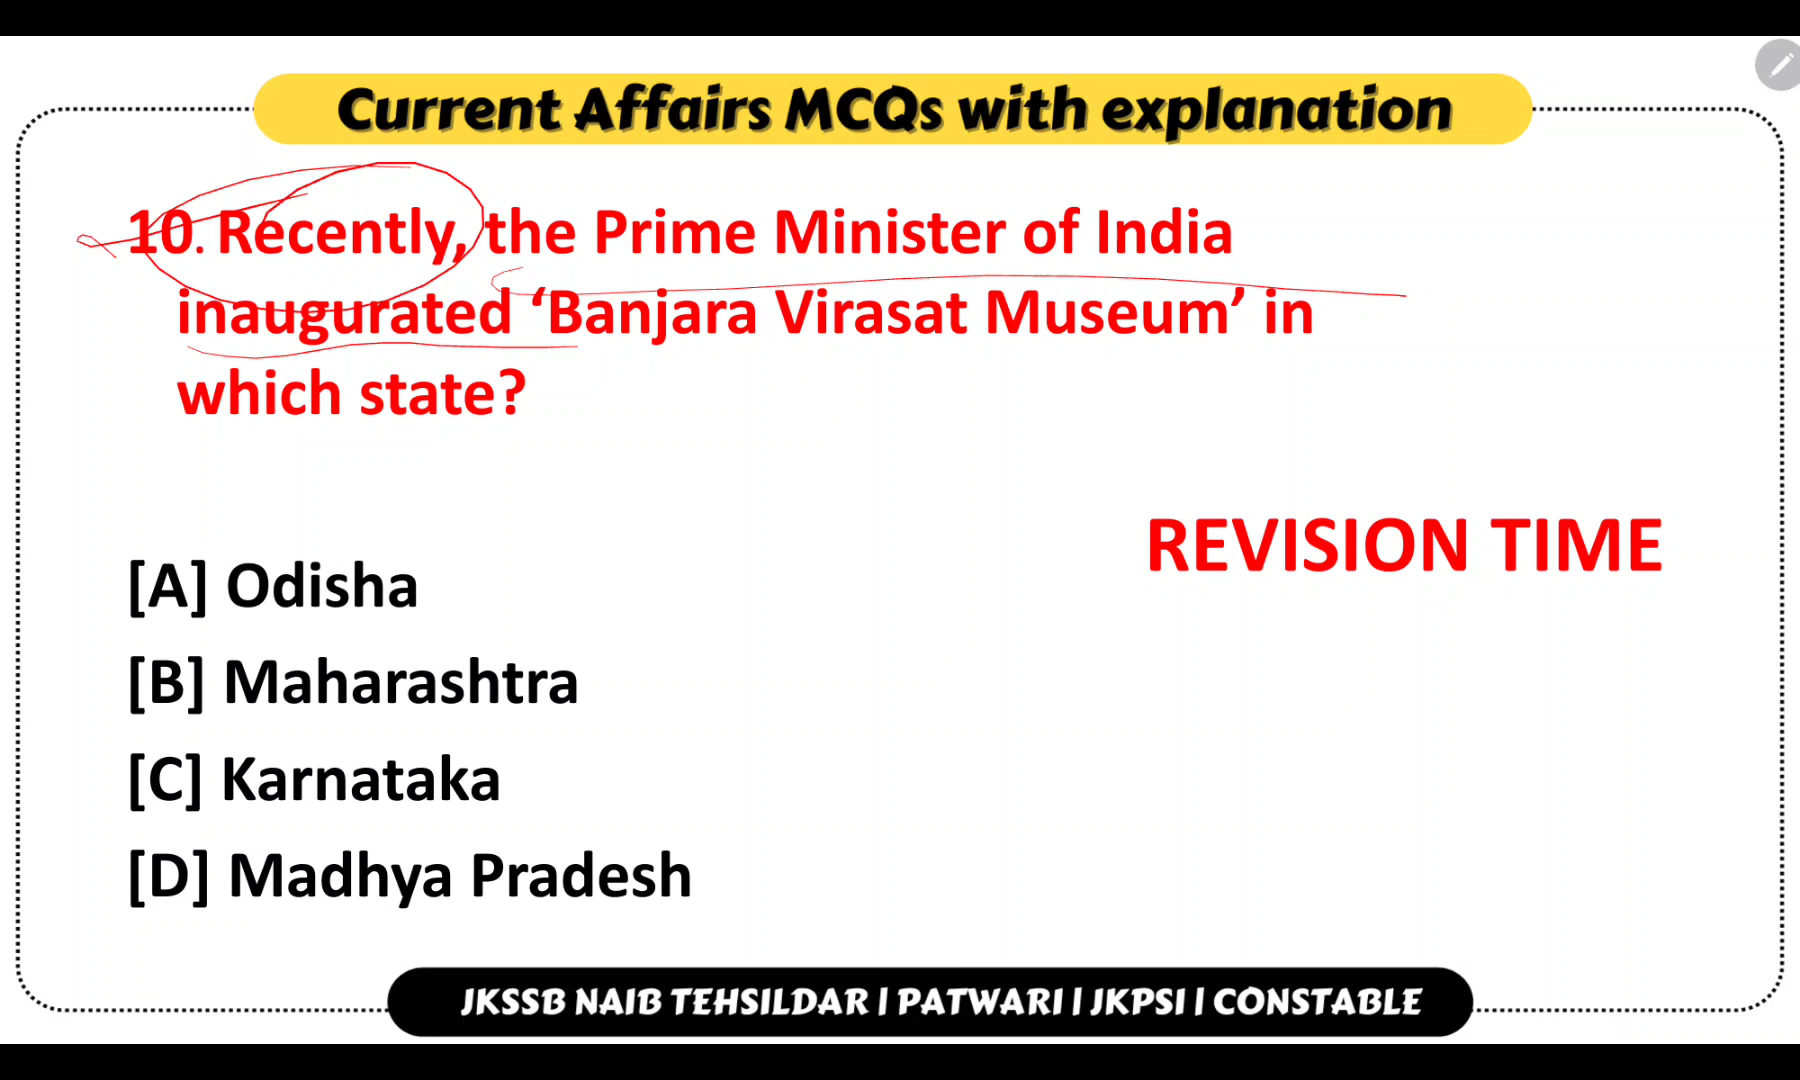 Current Affairs MCQs with explanation
10. Recently, the Prime Minister of India
inaugurated ‘Banjara Virasat Museum’ in
which state?
REVISION TIME
[A] Odisha
[B] Maharashtra
[C] Karnataka
[D] Madhya Pradesh
JKSSB NAIB TEHSILDAR | PATWARI | JKPSI | CONSTABLE